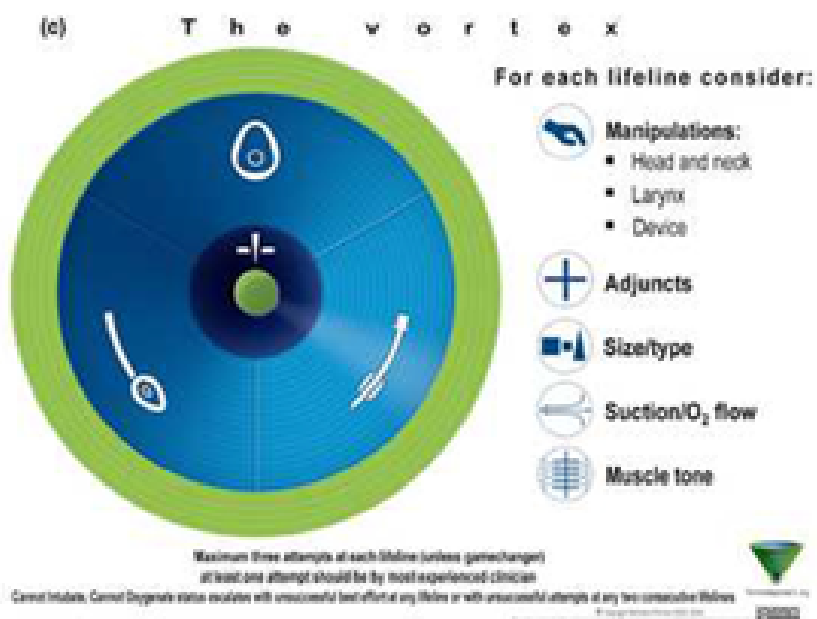 (c) T h e v o r t e x
For each lifeline consider:
Manipulations:
▪ Head and neck
▪ Larynx
▪ Device
Adjuncts
Size/type
Suction/O₂ flow
Muscle tone
Maximum three attempts at each lifeline (unless gamechanger)
at least one attempt should be by most experienced clinician
Cannot Intubate, Cannot Oxygenate status escalates with unsuccessful best effort at any lifeline or with unsuccessful attempts at any two consecutive lifelines